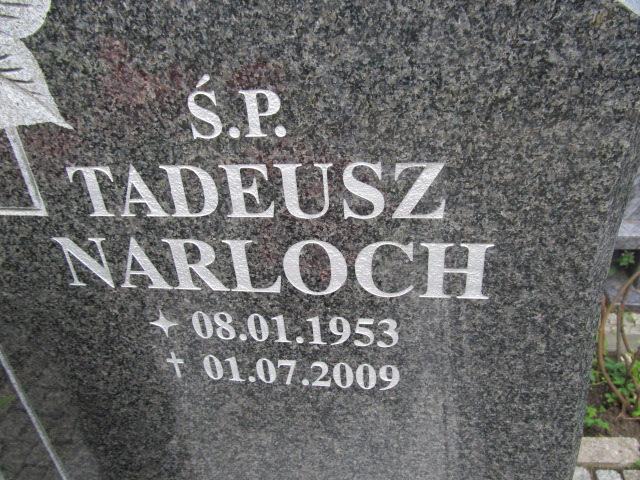 Ś.P.
TADEUSZ
NARLOCH
08.01.1953
01.07.2009